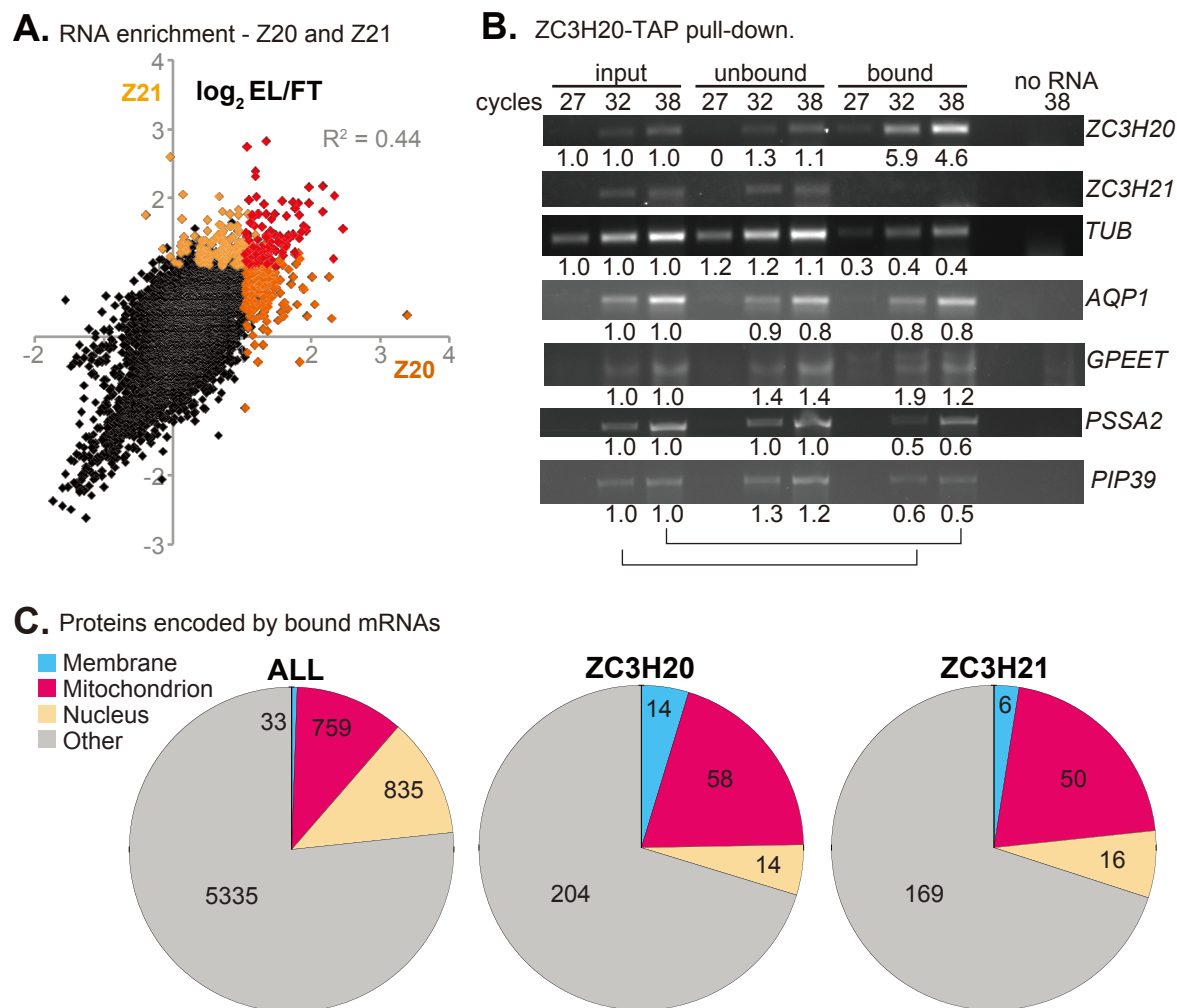 A. RNA enrichment - Z20 and Z21
4
Z21
log₂ EL/FT
3
R² = 0.44
2
-2
2
4
Z20
-2
-3
B. ZC3H20-TAP pull-down.
input unbound bound no RNA
cycles 27 32 38 27 32 38 27 32 38 38
ZC3H20
1.0 1.0 1.0 0 1.3 1.1 5.9 4.6
ZC3H21
TUB
1.0 1.0 1.0 1.2 1.2 1.1 0.3 0.4 0.4
AQP1
1.0 1.0 0.9 0.8 0.8 0.8
GPEET
1.0 1.0 1.4 1.4 1.9 1.2
PSSA2
1.0 1.0 1.0 1.0 0.5 0.6
PIP39
1.0 1.0 1.3 1.2 0.6 0.5
C. Proteins encoded by bound mRNAs
Membrane
Mitochondrion
Nucleus
Other
ALL
33
759
835
5335
ZC3H20
14
58
14
204
ZC3H21
6
50
16
169